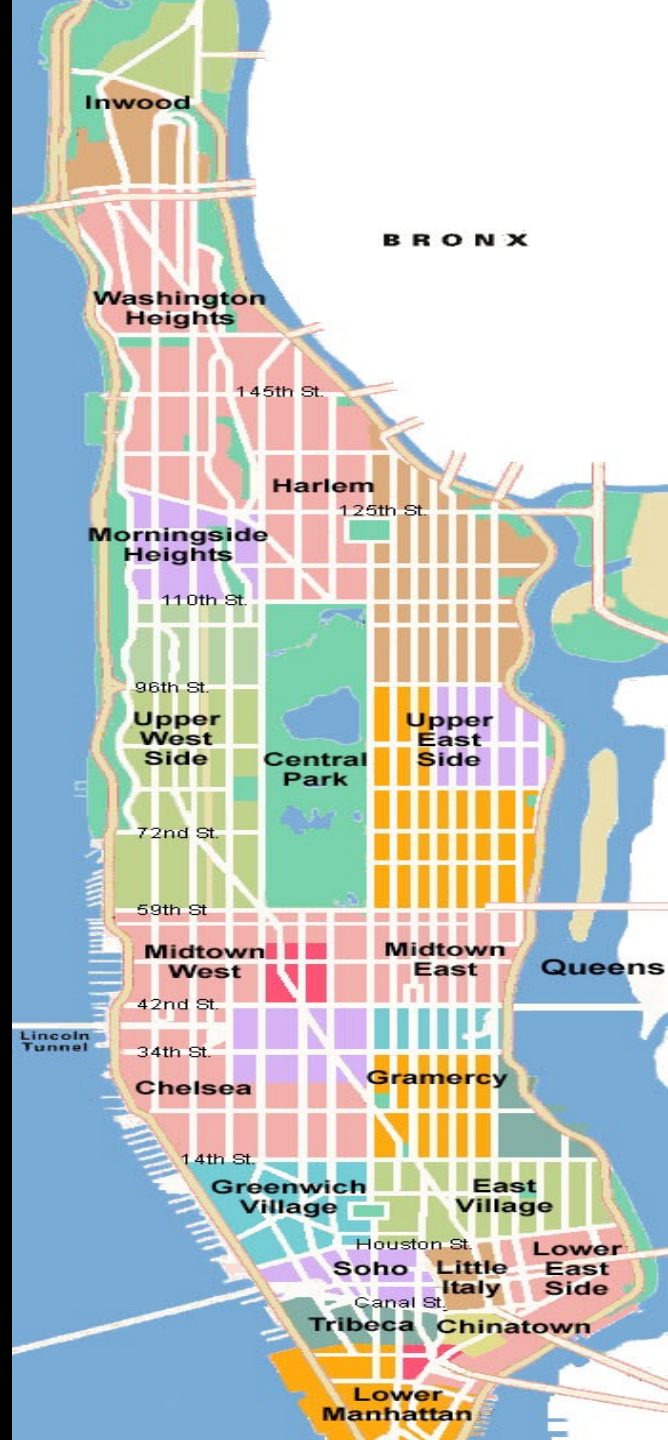 Inwood
BRONX
Washington
Heights
145th St.
Harlem
125th St.
Morningside
Heights
110th St.
96th St.
Upper
West
Side
Upper
East
Side
Central
Park
72nd St.
59th St
Midtown
West
Midtown
East
Queens
42nd St.
Lincoln
Tunnel
34th St.
Chelsea
Gramercy
14th St.
Greenwich
Village
East
Village
Houston St.
Soho
Little
Italy
Lower
East
Side
Canal St.
Tribeca
Chinatown
Lower
Manhattan